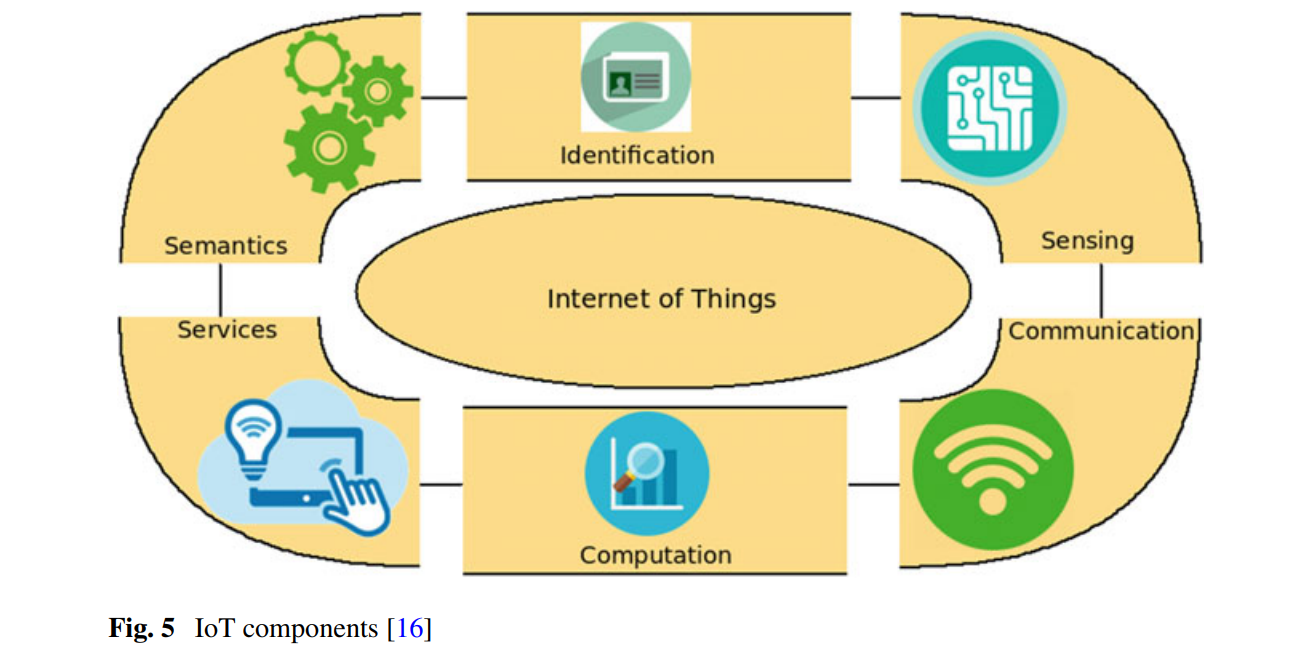 Identification
Semantics
Sensing
Internet of Things
Services
Communication
Computation
Fig. 5 IoT components [16]